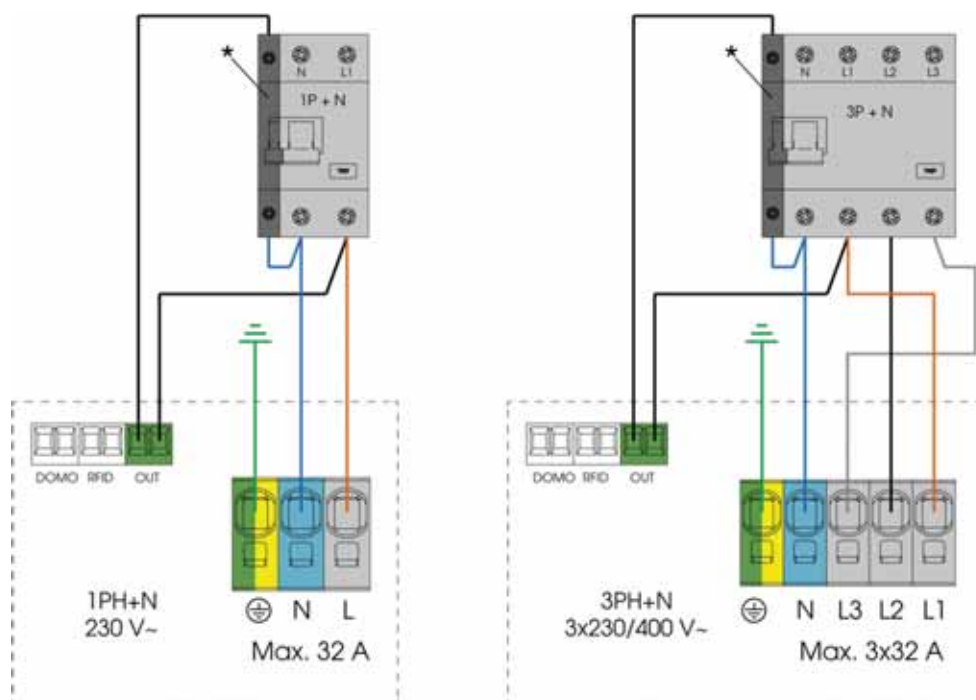 *
N L1
1P + N
DOMO RFID OUT
1PH+N
230 V~
⏚ N L
Max. 32 A
*
N L1 L2 L3
3P + N
DOMO RFID OUT
3PH+N
3x230/400 V~
⏚ N L3 L2 L1
Max. 3x32 A